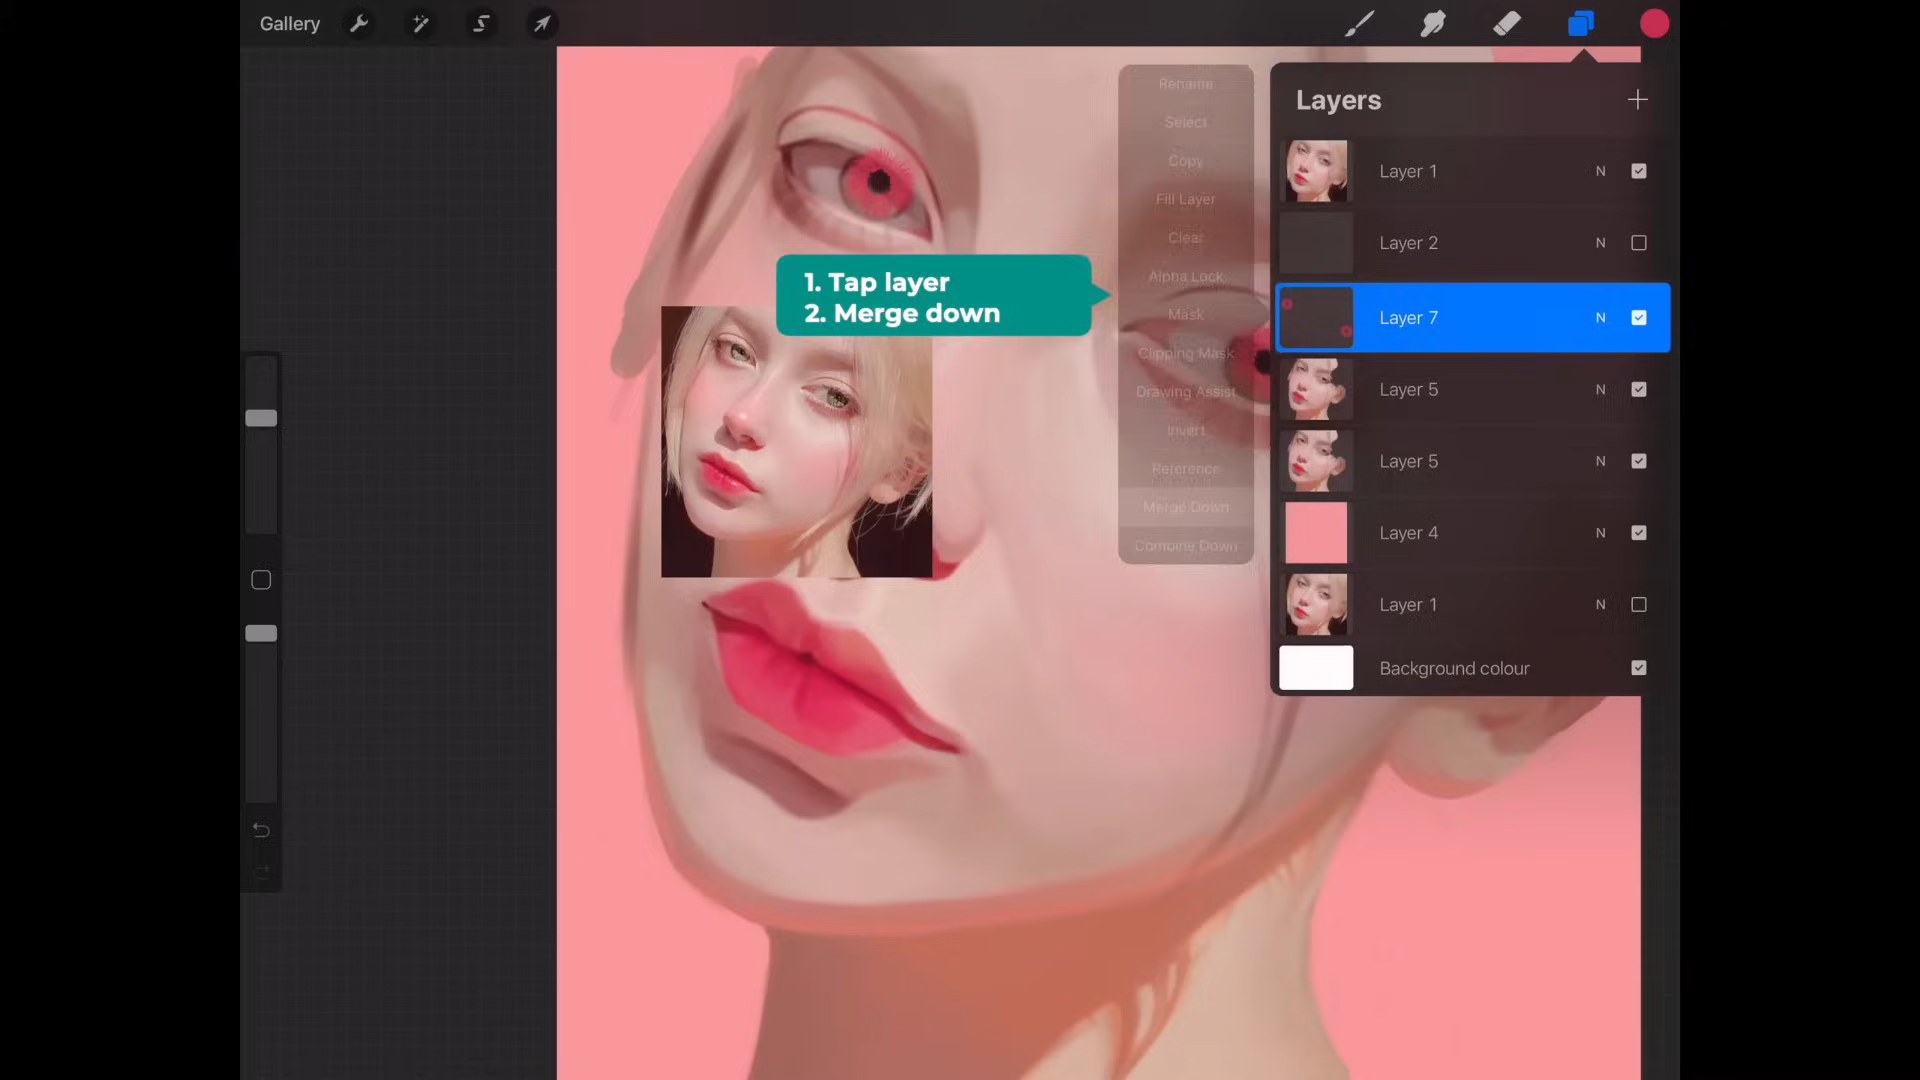 Gallery
Rename
Select
Copy
Fill Layer
Clear
Alpha Lock
Mask
Clipping Mask
Drawing Assist
Invert
Reference
Merge Down
Combine Down
1. Tap layer
2. Merge down
Layers
Layer 1 N
Layer 2 N
Layer 7 N
Layer 5 N
Layer 5 N
Layer 4 N
Layer 1 N
Background colour